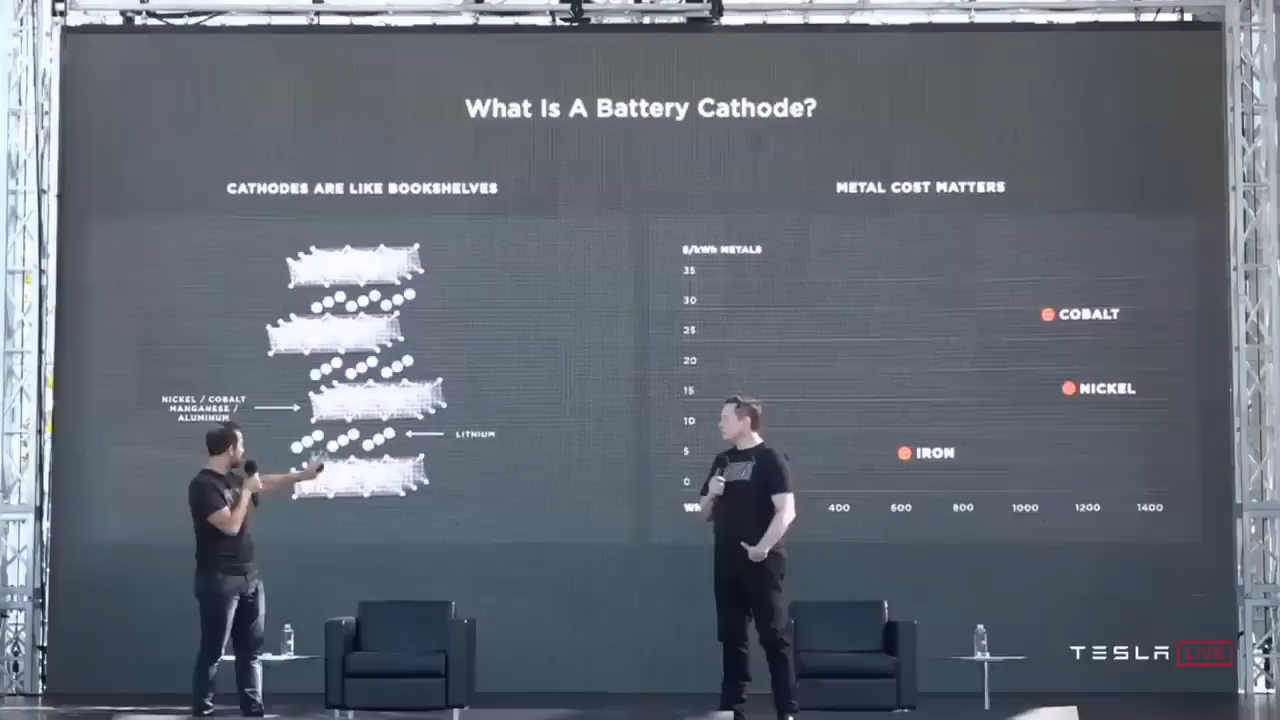 What Is A Battery Cathode?
CATHODES ARE LIKE BOOKSHELVES
NICKEL / COBALT
MANGANESE /
ALUMINUM
LITHIUM
METAL COST MATTERS
$/kWh METALS
35
30
25
20
15
10
5
0
COBALT
NICKEL
IRON
400
600
800
1000
1200
1400
TESLA LIVE